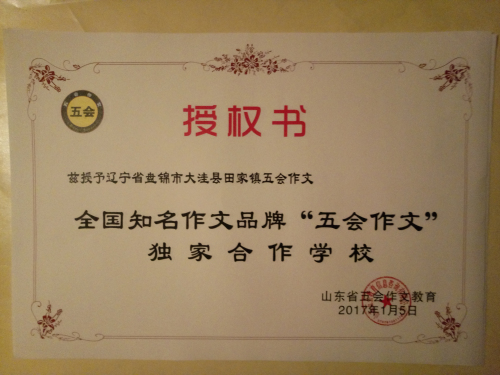 五会
授权书
兹授予辽宁省盘锦市大洼县田家镇五会作文
全国知名作文品牌“五会作文”
独家合作学校
山东省五会作文教育
2017年1月5日